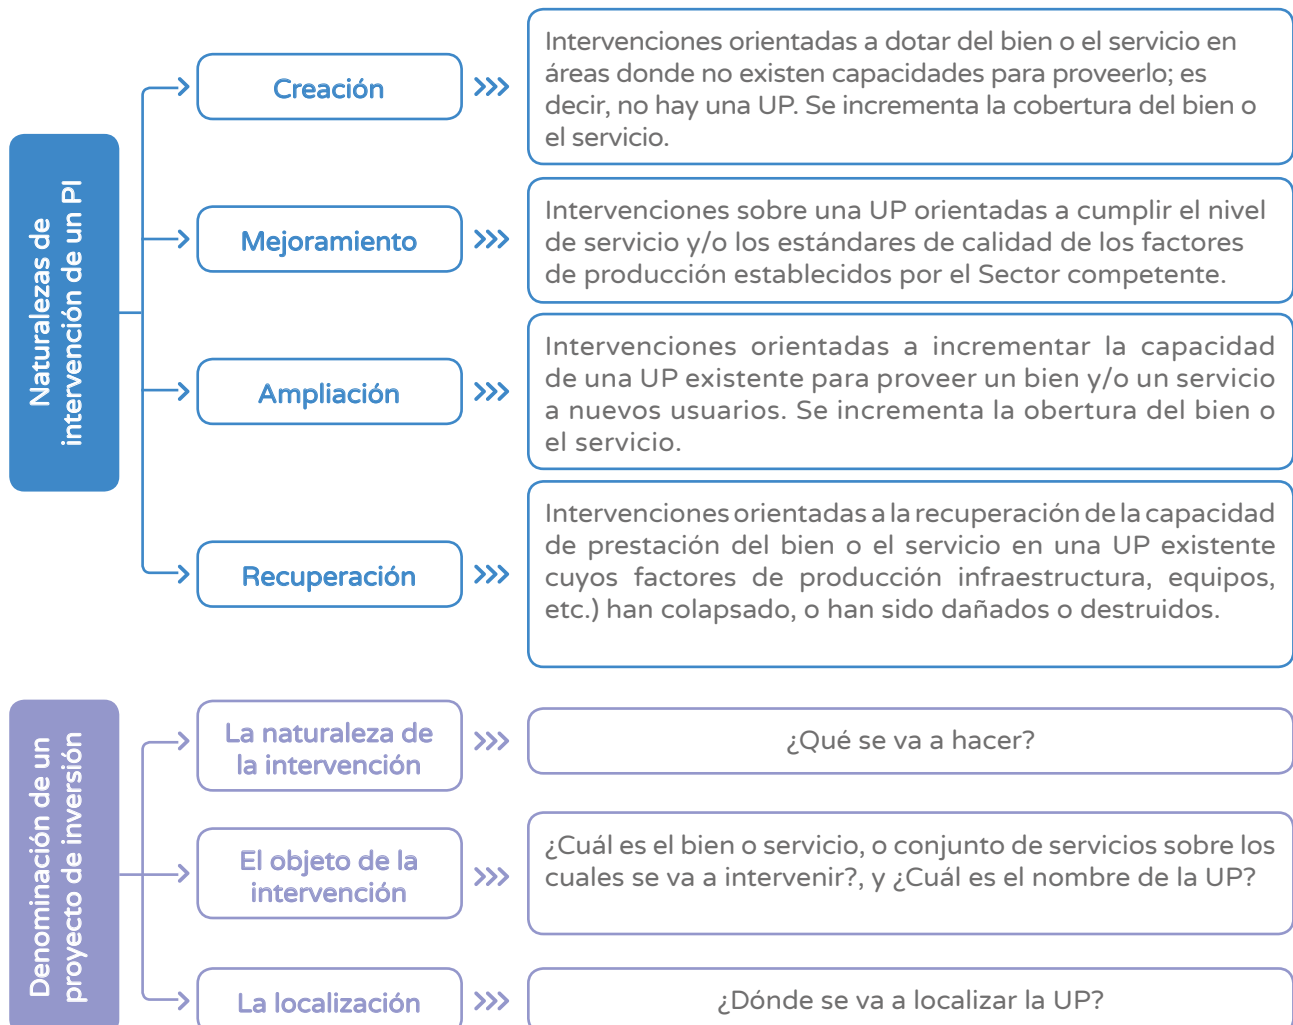 Naturalezas de
intervención de un PI
Creación
Intervenciones orientadas a dotar del bien o el servicio en
áreas donde no existen capacidades para proveerlo; es
decir, no hay una UP. Se incrementa la cobertura del bien o
el servicio.
Mejoramiento
Intervenciones sobre una UP orientadas a cumplir el nivel
de servicio y/o los estándares de calidad de los factores
de producción establecidos por el Sector competente.
Ampliación
Intervenciones orientadas a incrementar la capacidad
de una UP existente para proveer un bien y/o un servicio
a nuevos usuarios. Se incrementa la obertura del bien o
el servicio.
Recuperación
Intervenciones orientadas a la recuperación de la capacidad
de prestación del bien o el servicio en una UP existente
cuyos factores de producción infraestructura, equipos,
etc.) han colapsado, o han sido dañados o destruidos.
Denominación de un
proyecto de inversión
La naturaleza de
la intervención
¿Qué se va a hacer?
El objeto de la
intervención
¿Cuál es el bien o servicio, o conjunto de servicios sobre los
cuales se va a intervenir?, y ¿Cuál es el nombre de la UP?
La localización
¿Dónde se va a localizar la UP?